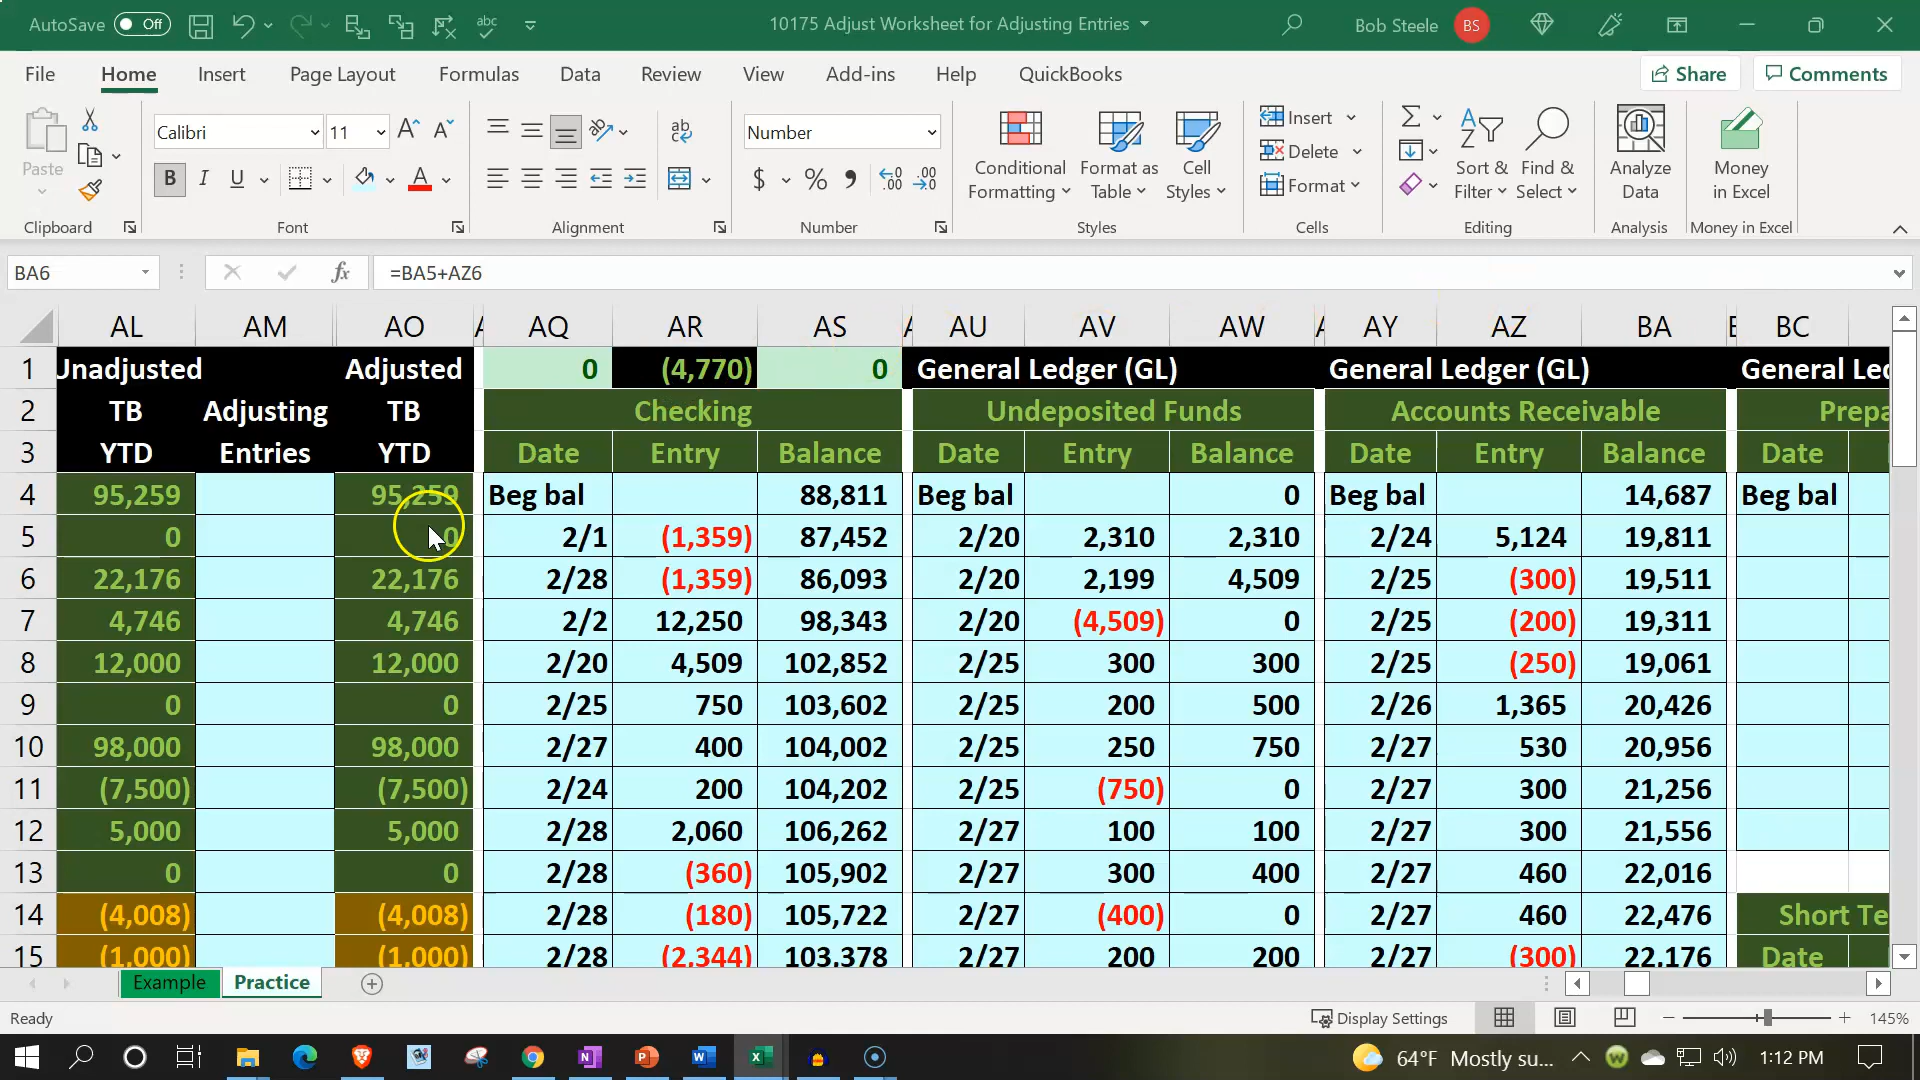 AutoSave Off abc 10175 Adjust Worksheet for Adjusting Entries Bob Steele BS
File Home Insert Page Layout Formulas Data Review View Add-ins Help QuickBooks Share Comments
Calibri 11 ab Number
Paste Conditional Formatting Format as Table Cell Styles Insert Delete Format Sort & Filter Find & Select Analyze Data Money in Excel
B I U A $ % 9
Clipboard Font Alignment Number Styles Cells Editing Analysis Money in Excel
BA6 fx =BA5+AZ6
AL AM AO AQ AR AS AU AV AW AY AZ BA BC
1 Unadjusted Adjusted 0 (4,770) 0 General Ledger (GL) General Ledger (GL) General Led
2 TB Adjusting TB Checking Undeposited Funds Accounts Receivable Prepa
3 YTD Entries YTD Date Entry Balance Date Entry Balance Date Entry Balance Date
4 95,259 95,259 Beg bal 88,811 Beg bal 0 Beg bal 14,687 Beg bal
5 0 0 2/1 (1,359) 87,452 2/20 2,310 2,310 2/24 5,124 19,811
6 22,176 22,176 2/28 (1,359) 86,093 2/20 2,199 4,509 2/25 (300) 19,511
7 4,746 4,746 2/2 12,250 98,343 2/20 (4,509) 0 2/25 (200) 19,311
8 12,000 12,000 2/20 4,509 102,852 2/25 300 300 2/25 (250) 19,061
9 0 0 2/25 750 103,602 2/25 200 500 2/26 1,365 20,426
10 98,000 98,000 2/27 400 104,002 2/25 250 750 2/27 530 20,956
11 (7,500) (7,500) 2/24 200 104,202 2/25 (750) 0 2/27 300 21,256
12 5,000 5,000 2/28 2,060 106,262 2/27 100 100 2/27 300 21,556
13 0 0 2/28 (360) 105,902 2/27 300 400 2/27 460 22,016
14 (4,008) (4,008) 2/28 (180) 105,722 2/27 (400) 0 2/27 460 22,476 Short Te
15 (1,000) (1,000) 2/28 (2,344) 103,378 2/27 200 200 2/27 (300) 22,176 Date
Example Practice
Ready Display Settings 145%
64°F Mostly su... 1:12 PM